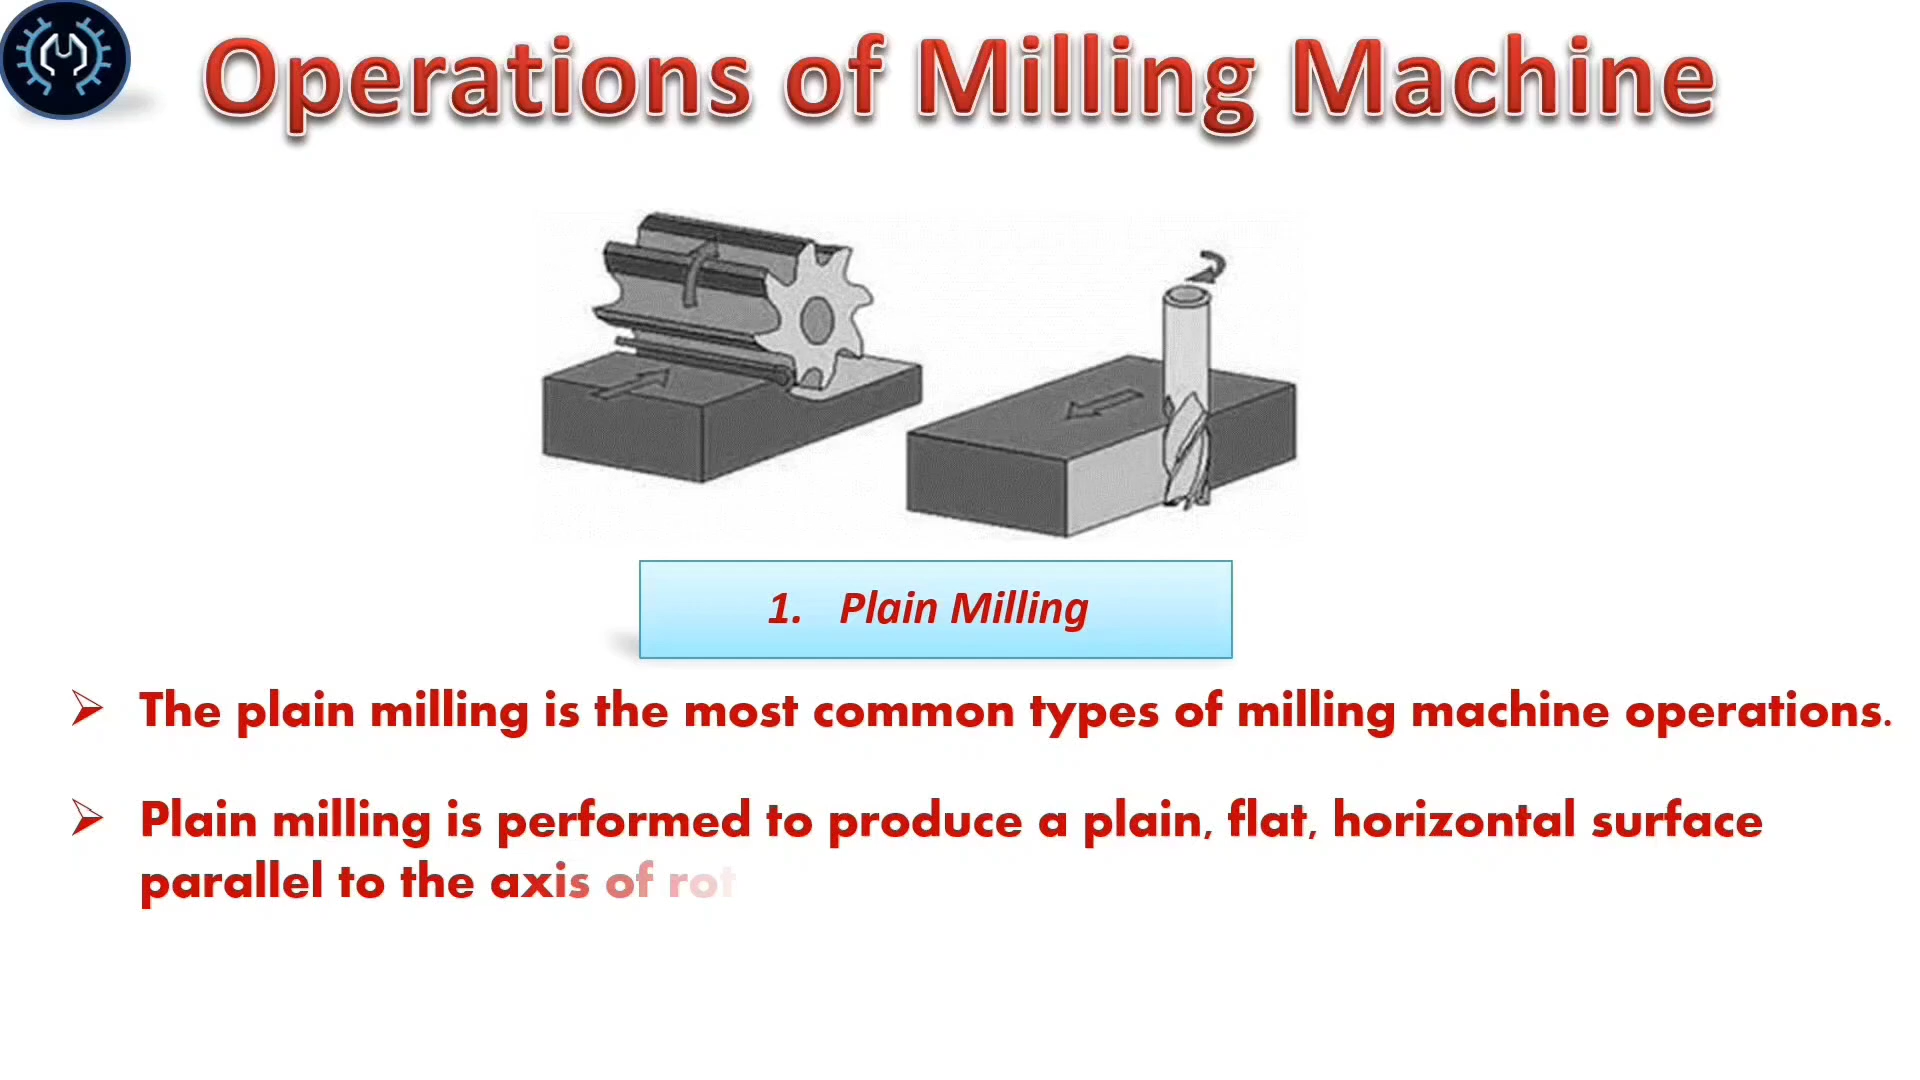 Operations of Milling Machine
1. Plain Milling
➢ The plain milling is the most common types of milling machine operations.
➢ Plain milling is performed to produce a plain, flat, horizontal surface
parallel to the axis of rot